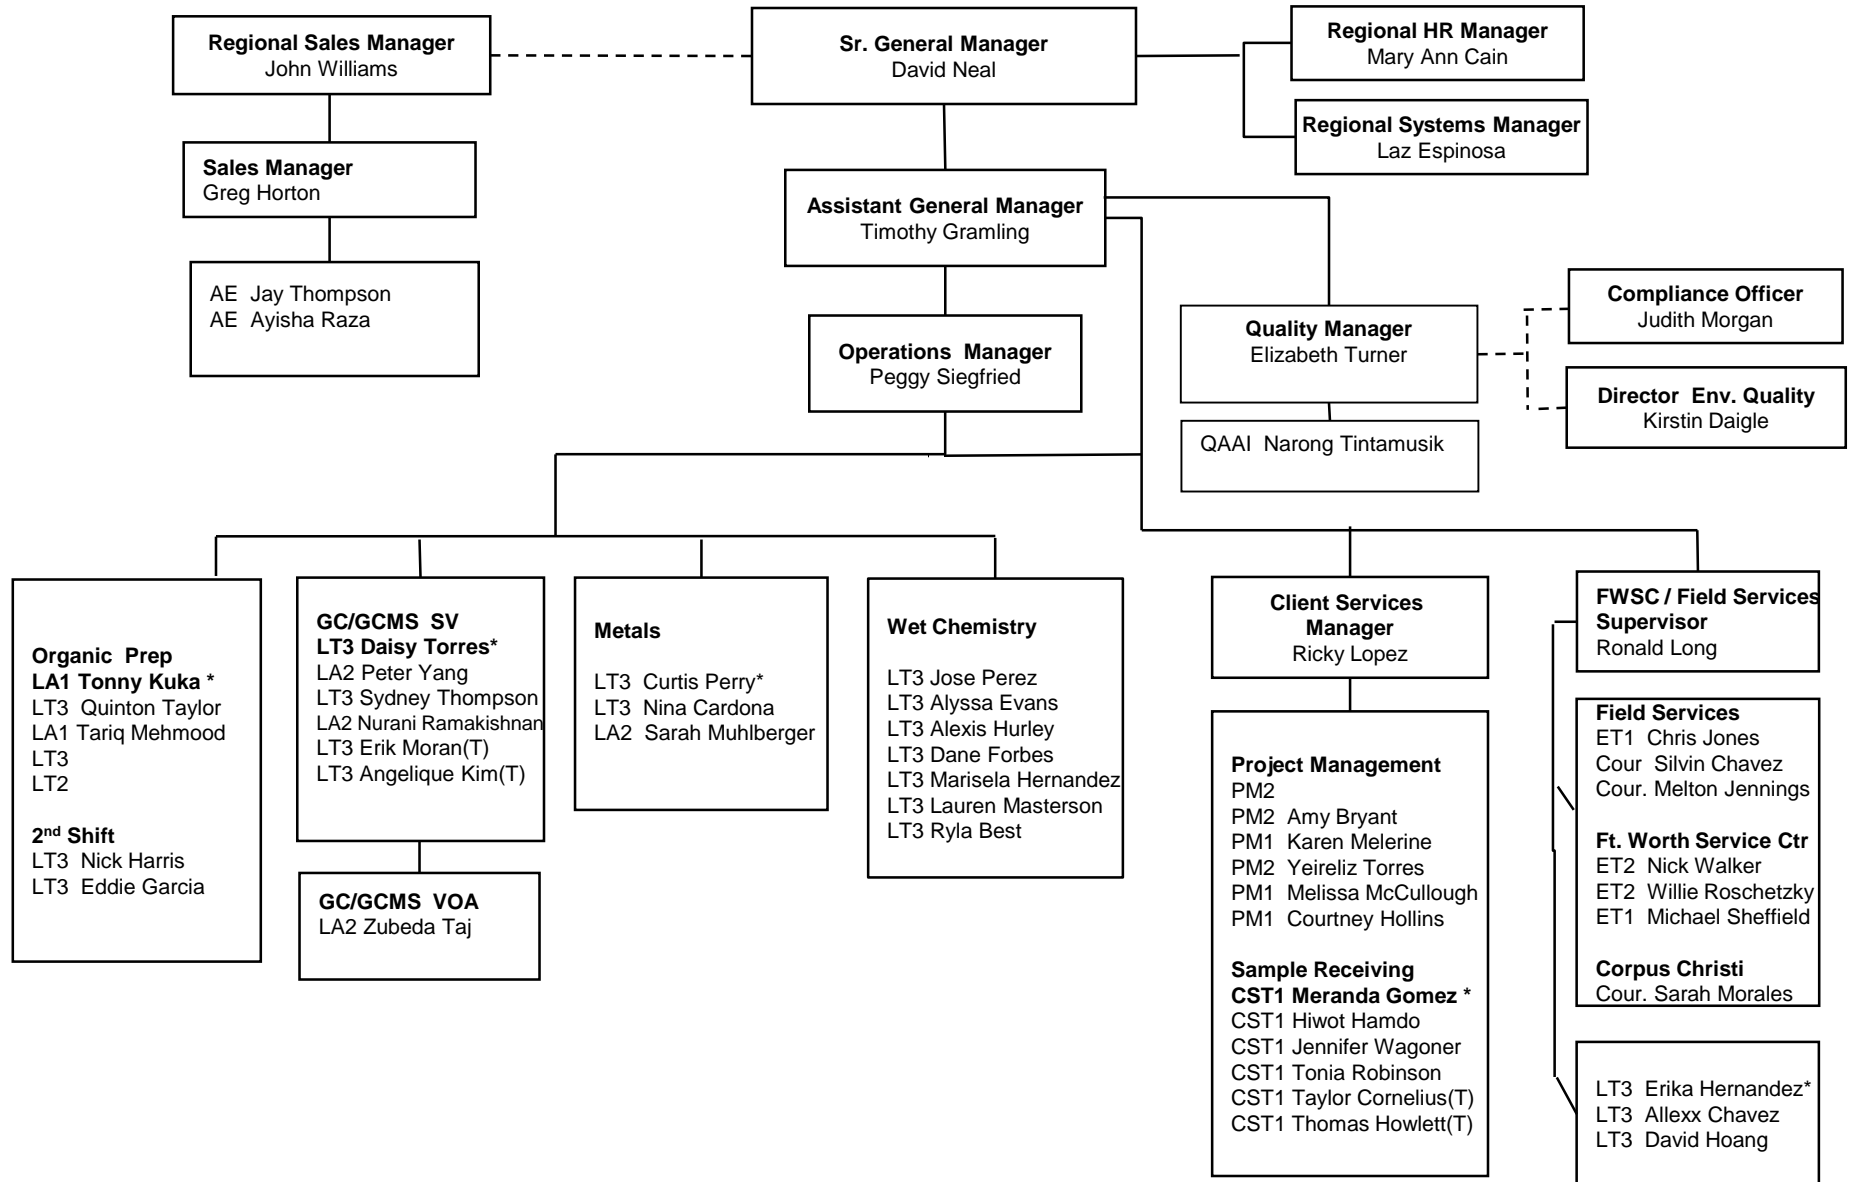 Regional Sales Manager
John Williams
Sr. General Manager
David Neal
Regional HR Manager
Mary Ann Cain
Regional Systems Manager
Laz Espinosa
Sales Manager
Greg Horton
Assistant General Manager
Timothy Gramling
AE Jay Thompson
AE Ayisha Raza
Operations Manager
Peggy Siegfried
Quality Manager
Elizabeth Turner
Compliance Officer
Judith Morgan
Director Env. Quality
Kirstin Daigle
QAAI Narong Tintamusik
Organic Prep
LA1 Tonny Kuka *
LT3 Quinton Taylor
LA1 Tariq Mehmood
LT3
LT2
2nd Shift
LT3 Nick Harris
LT3 Eddie Garcia
GC/GCMS SV
LT3 Daisy Torres*
LA2 Peter Yang
LT3 Sydney Thompson
LA2 Nurani Ramakishnan
LT3 Erik Moran(T)
LT3 Angelique Kim(T)
GC/GCMS VOA
LA2 Zubeda Taj
Metals
LT3 Curtis Perry*
LT3 Nina Cardona
LA2 Sarah Muhlberger
Wet Chemistry
LT3 Jose Perez
LT3 Alyssa Evans
LT3 Alexis Hurley
LT3 Dane Forbes
LT3 Marisela Hernandez
LT3 Lauren Masterson
LT3 Ryla Best
Client Services
Manager
Ricky Lopez
Project Management
PM2
PM2 Amy Bryant
PM1 Karen Melerine
PM2 Yeireliz Torres
PM1 Melissa McCullough
PM1 Courtney Hollins
Sample Receiving
CST1 Meranda Gomez *
CST1 Hiwot Hamdo
CST1 Jennifer Wagoner
CST1 Tonia Robinson
CST1 Taylor Cornelius(T)
CST1 Thomas Howlett(T)
FWSC / Field Services
Supervisor
Ronald Long
Field Services
ET1 Chris Jones
Cour Silvin Chavez
Cour. Melton Jennings
Ft. Worth Service Ctr
ET2 Nick Walker
ET2 Willie Roschetzky
ET1 Michael Sheffield
Corpus Christi
Cour. Sarah Morales
LT3 Erika Hernandez*
LT3 Allexx Chavez
LT3 David Hoang